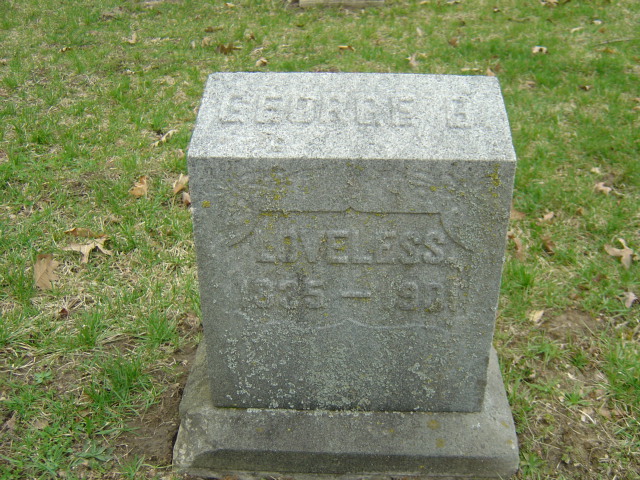 GEORGE E.
LOVELESS.
1835 — 1901